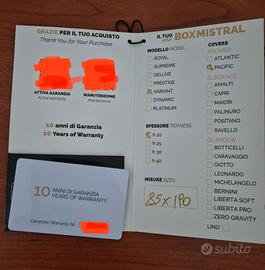 GRAZIE PER IL TUO ACQUISTO
Thank You for Your Purchase
ATTIVA GARANZIA
Active warranty
MANUTENZIONE
Maintenance
10 anni di Garanzia
10 Years of Warranty
10 ANNI DI GARANZIA
YEARS OF WARRANTY
Garanzia/Warranty Nr.
IL TUO BOXMISTRAL
YOUR
MODELLO MODEL
ROYAL
SUPREME
DELUXE
PRESTIGE
VARIANT
DYNAMIC
PLATINUM
SPESSORE TICKNESS
h 20
h 25
h 30
h 35
h 40
MISURE SIZES
85x190
COVERS
PREMIER
ATLANTIC
PACIFIC
ELEGANCE
AMALFI
CAPRI
MAIORI
POSITANO
RAVELLO
GLAMOUR
BOTTICELLI
CARAVAGGIO
GIOTTO
LEONARDO
MICHELANGELO
BERNINI
LIBERTA SOFT
LIBERTA PRO
ZERO GRAVITY
LINO
subito